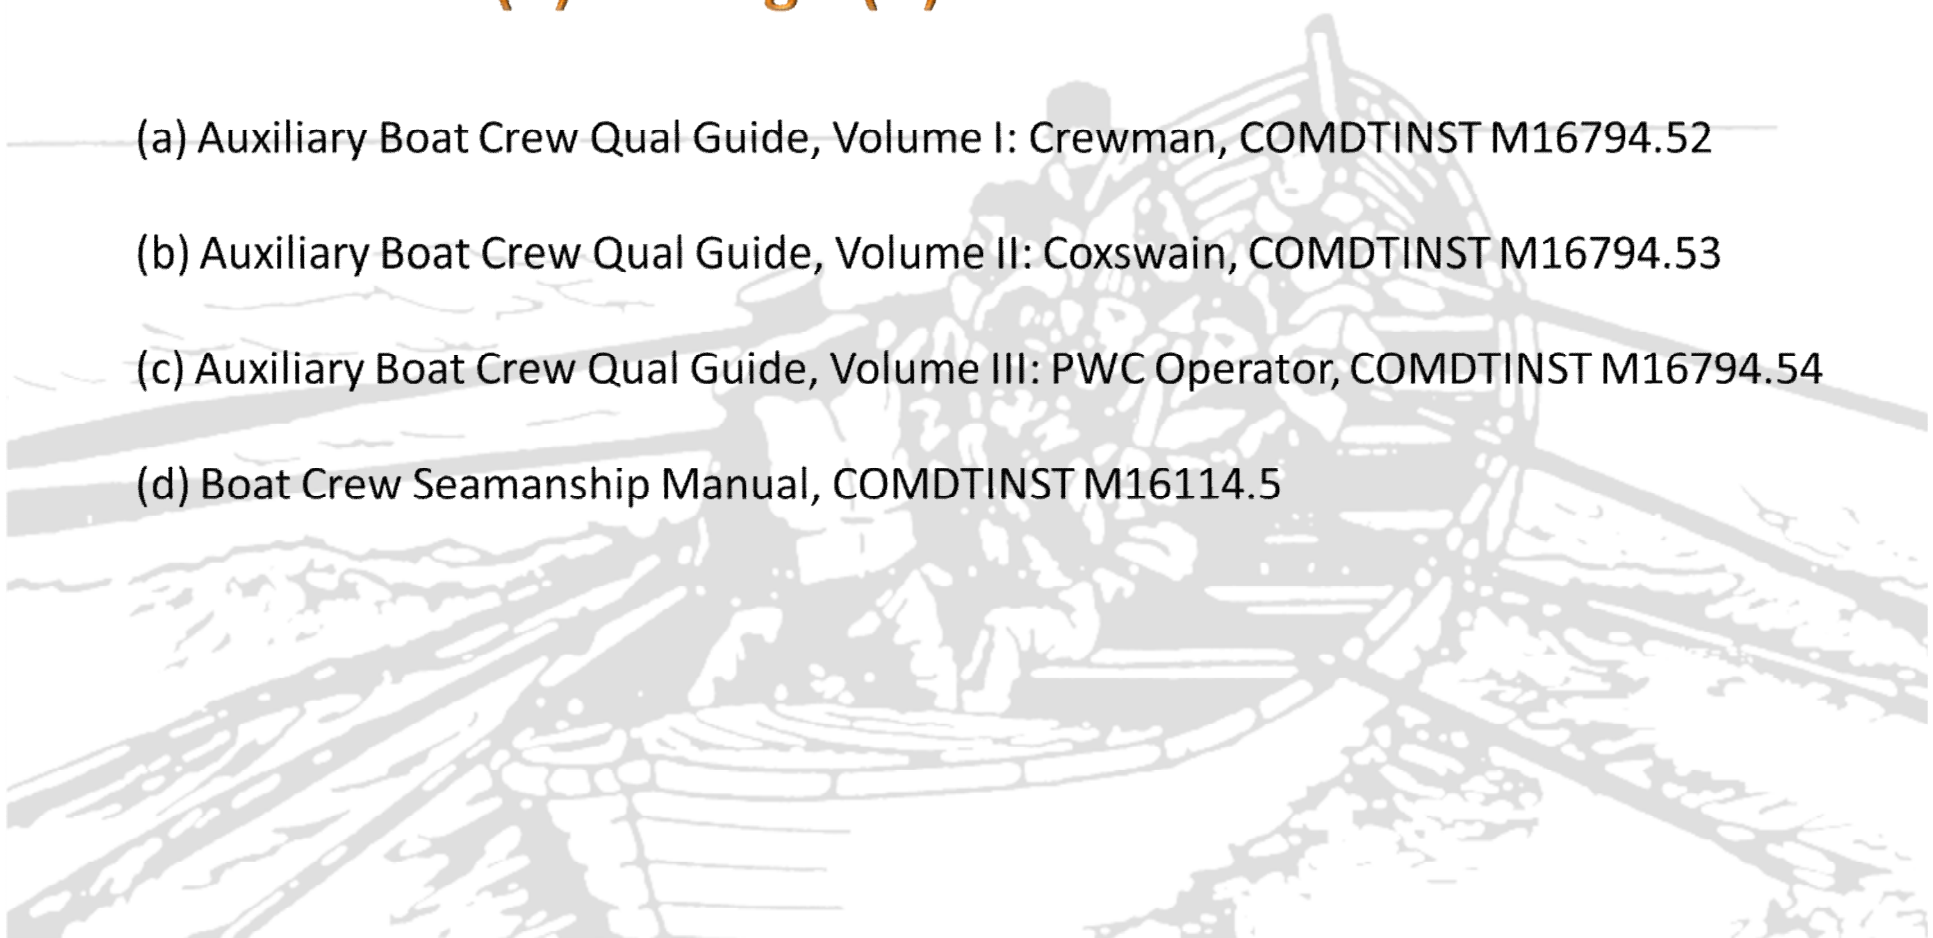 (a) Auxiliary Boat Crew Qual Guide, Volume I: Crewman, COMDTINST M16794.52
(b) Auxiliary Boat Crew Qual Guide, Volume II: Coxswain, COMDTINST M16794.53
(c) Auxiliary Boat Crew Qual Guide, Volume III: PWC Operator, COMDTINST M16794.54
(d) Boat Crew Seamanship Manual, COMDTINST M16114.5